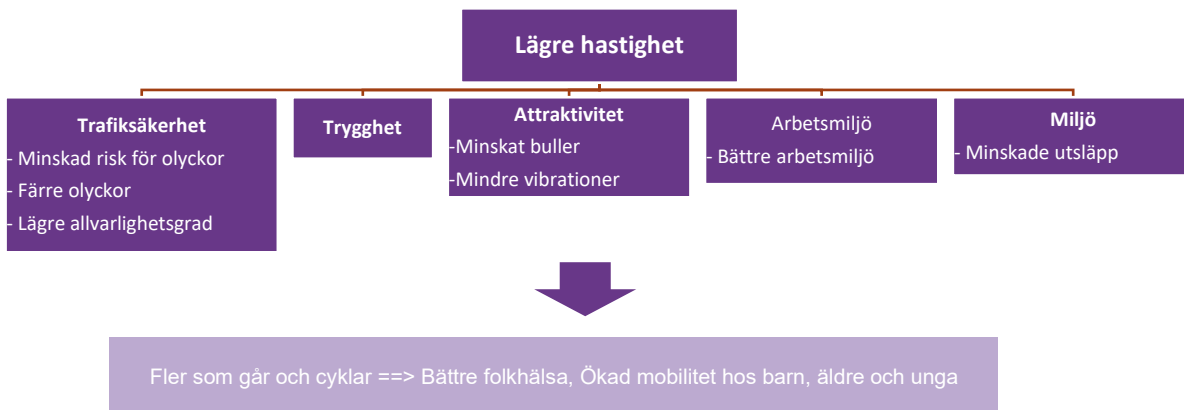 Lägre hastighet
Trafiksäkerhet
- Minskad risk för olyckor
- Färre olyckor
- Lägre allvarlighetsgrad
Trygghet
Attraktivitet
-Minskat buller
-Mindre vibrationer
Arbetsmiljö
- Bättre arbetsmiljö
Miljö
- Minskade utsläpp
Fler som går och cyklar ==> Bättre folkhälsa, Ökad mobilitet hos barn, äldre och unga